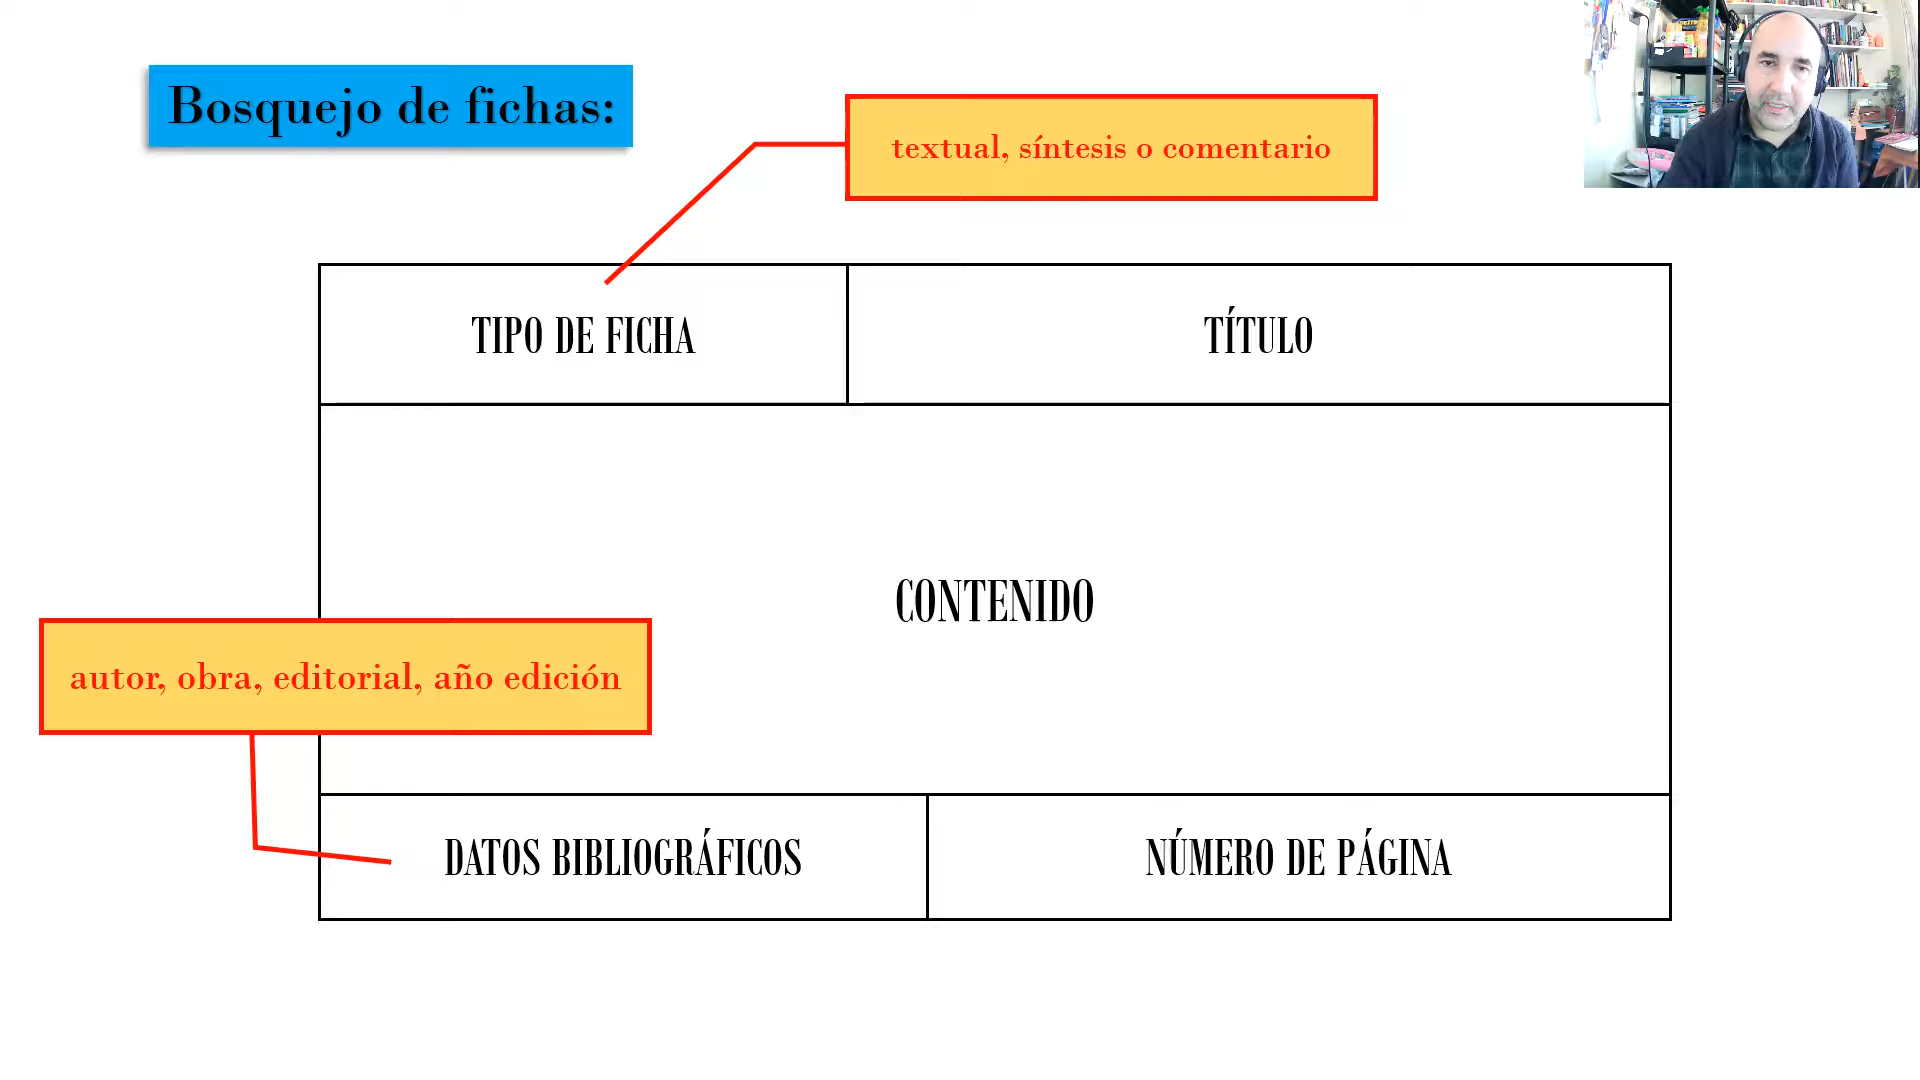 Bosquejo de fichas:
textual, síntesis o comentario
TIPO DE FICHA
TÍTULO
CONTENIDO
autor, obra, editorial, año edición
DATOS BIBLIOGRÁFICOS
NÚMERO DE PÁGINA